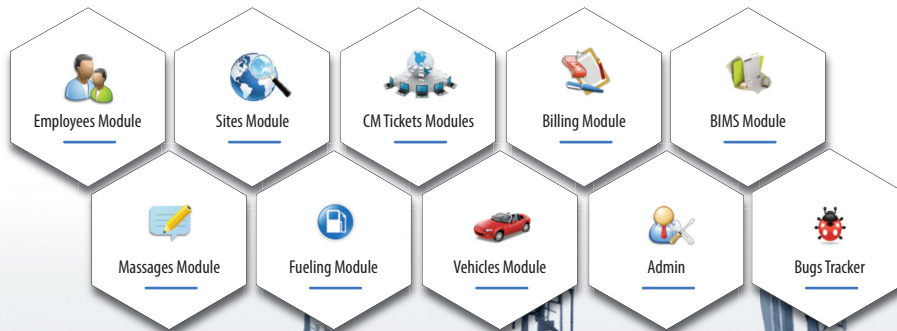 Employees Module
Sites Module
CM Tickets Modules
Billing Module
BIMS Module
Massages Module
Fueling Module
Vehicles Module
Admin
Bugs Tracker